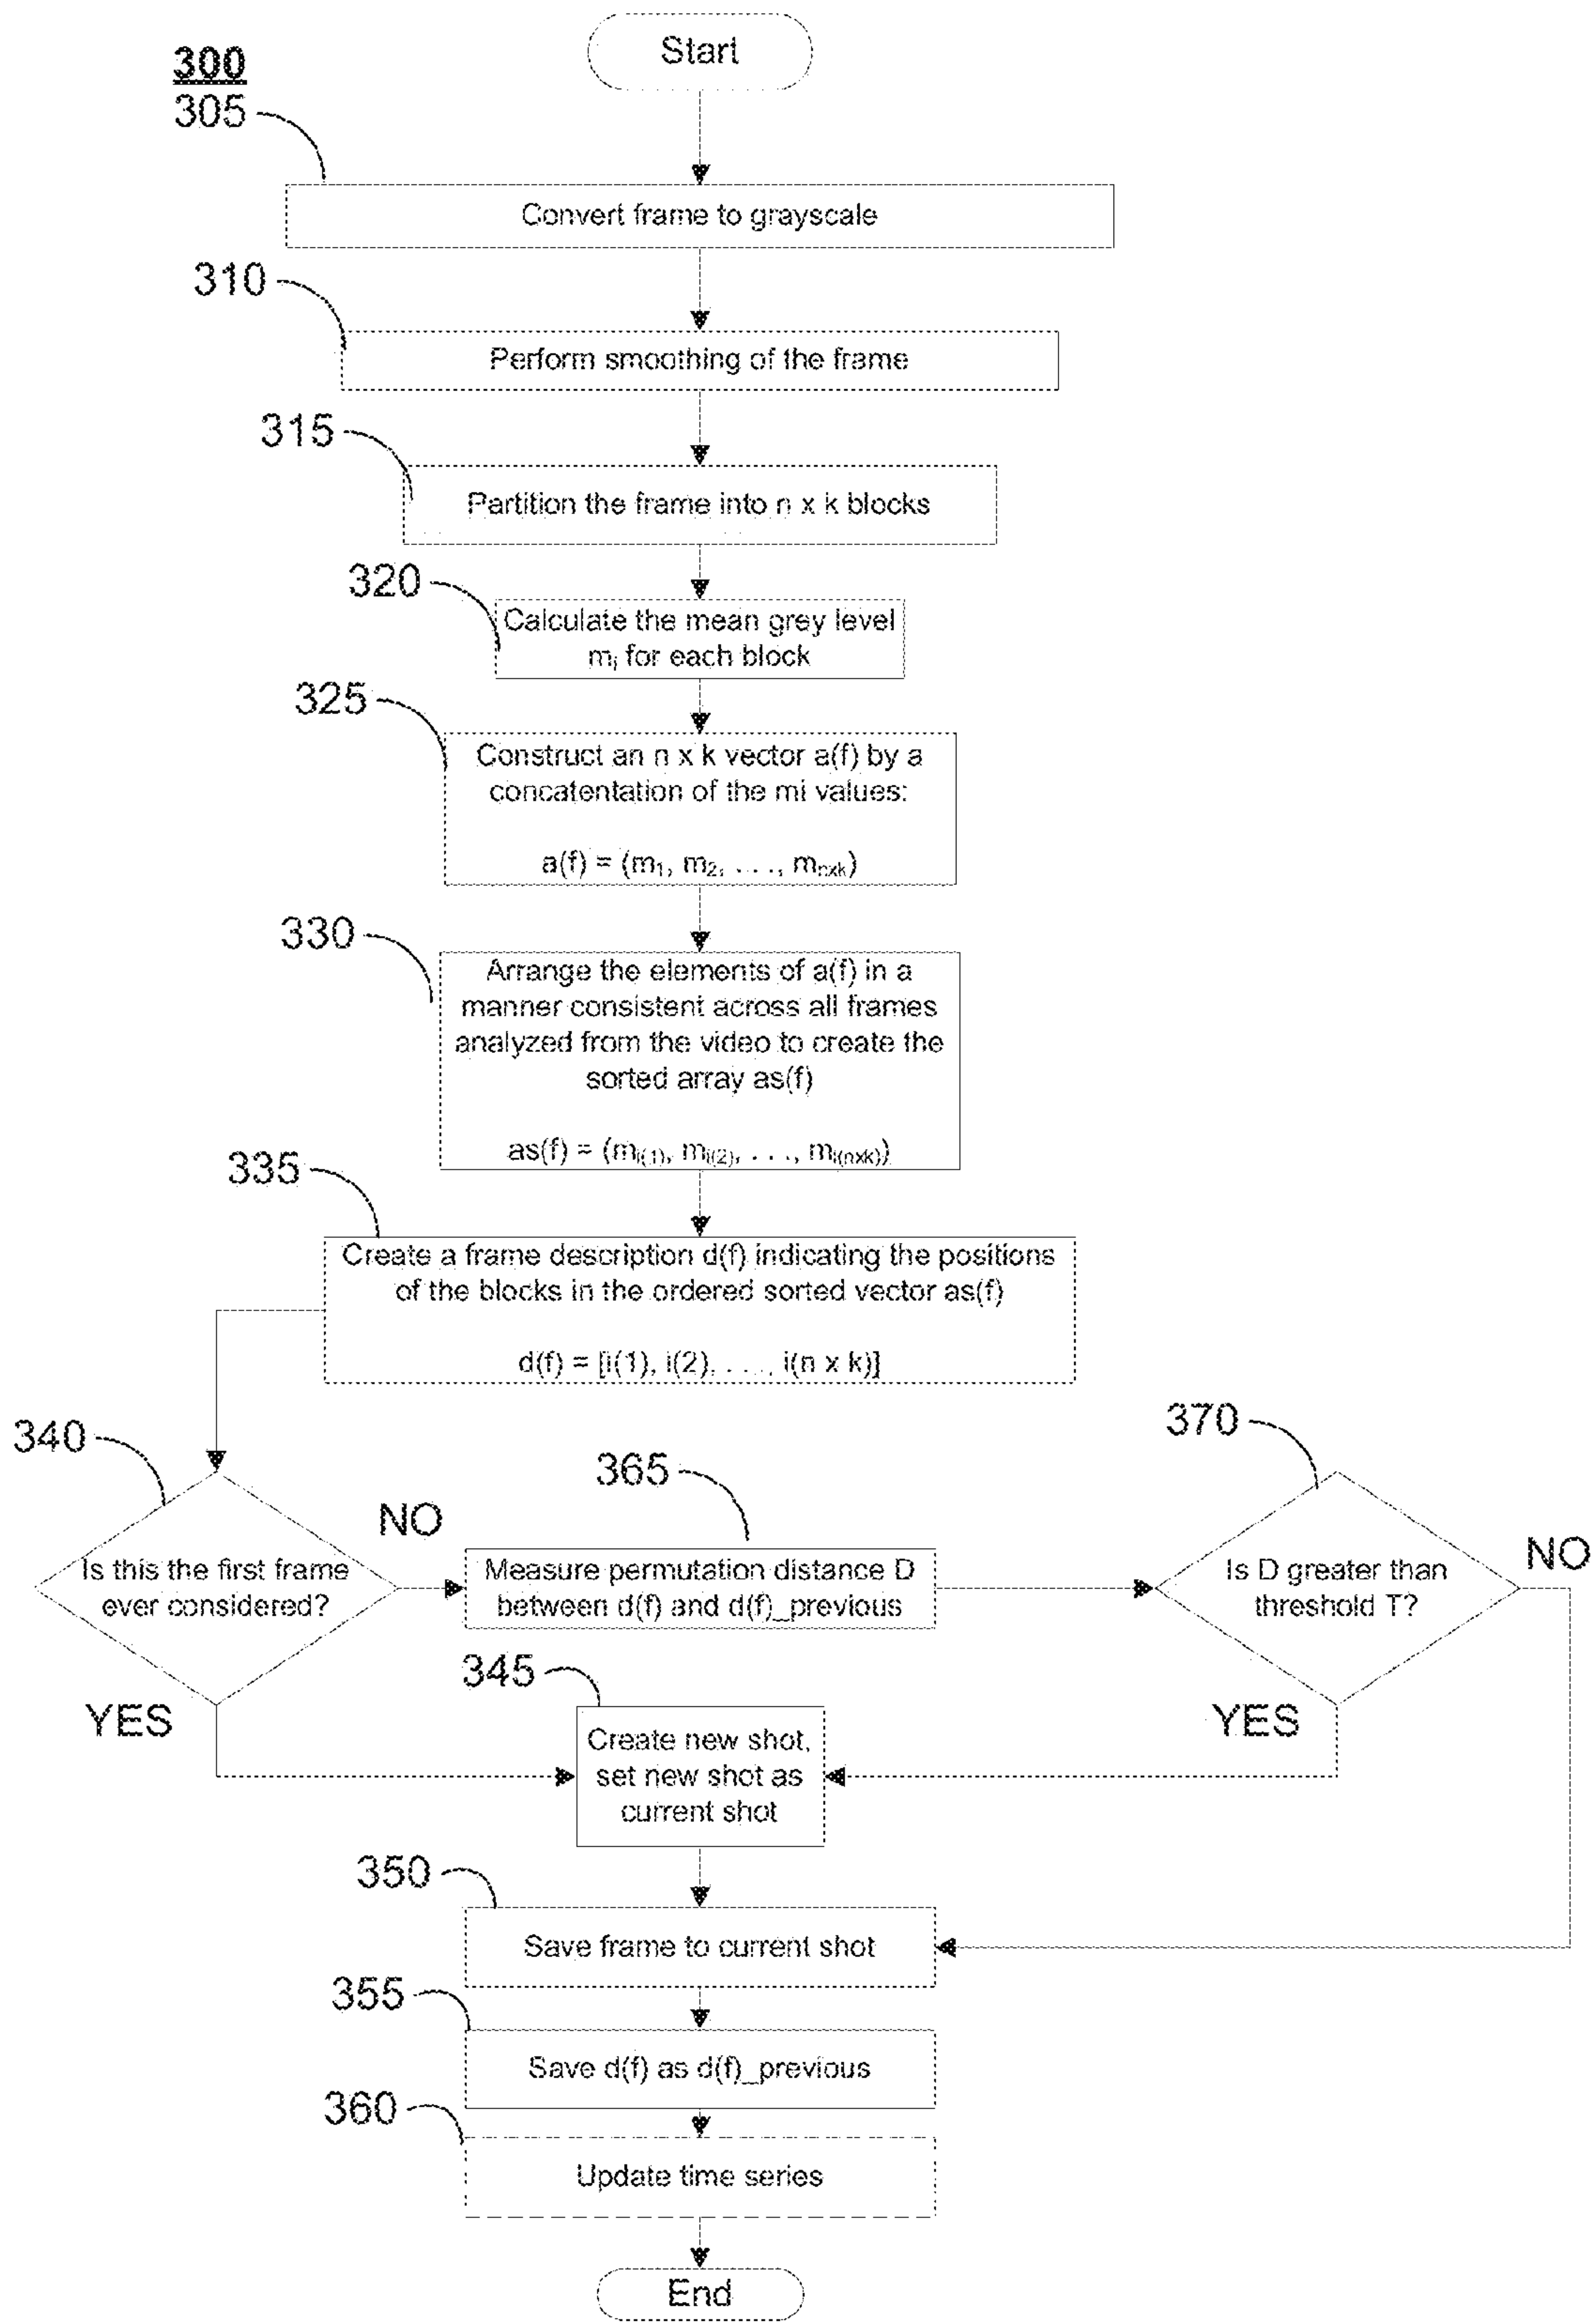 300
Start
305
Convert frame to grayscale
310
Perform smoothing of the frame
315
Partition the frame into n x k blocks
320
Calculate the mean grey level
mᵢ for each block
325
Construct an n x k vector a(f) by a
concatentation of the mi values:
a(f) = (m₁, m₂, . . ., mₙₓₖ)
330
Arrange the elements of a(f) in a
manner consistent across all frames
analyzed from the video to create the
sorted array as(f)
as(f) = (mᵢ₍₁₎, mᵢ₍₂₎, . . ., mᵢ₍ₙₓₖ₎)
335
Create a frame description d(f) indicating the positions
of the blocks in the ordered sorted vector as(f)
d(f) = [i(1), i(2), . . ., i(n x k)]
340
Is this the first frame
ever considered?
NO
365
Measure permutation distance D
between d(f) and d(f)_previous
370
Is D greater than
threshold T?
NO
YES
345
Create new shot,
set new shot as
current shot
YES
350
Save frame to current shot
355
Save d(f) as d(f)_previous
360
Update time series
End